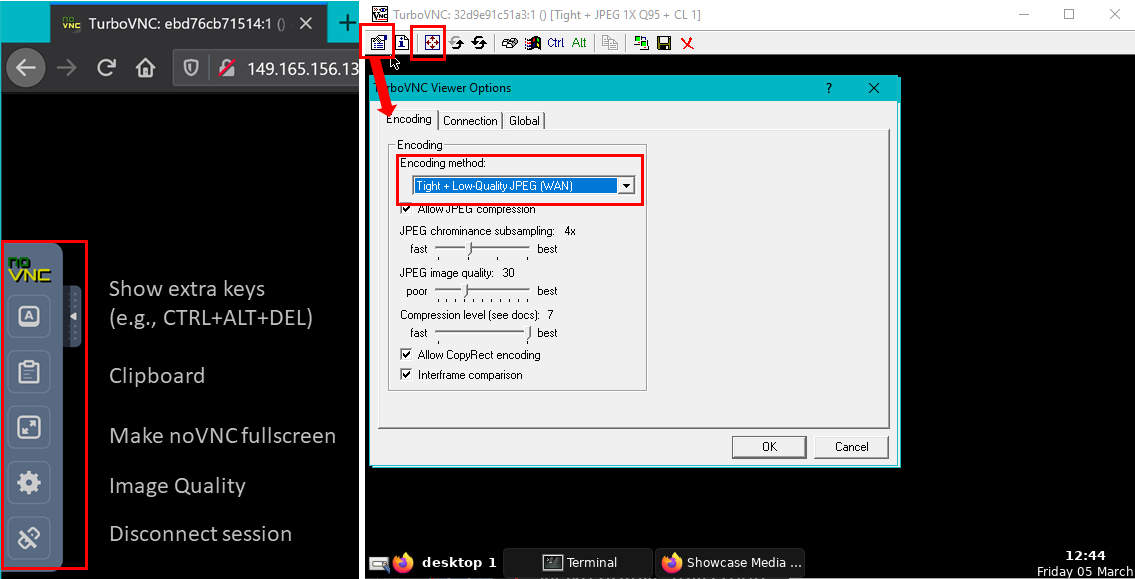 TurboVNC: ebd76cb71514:1 ()
149.165.156.13
no
VNC
A
Show extra keys
(e.g., CTRL+ALT+DEL)
Clipboard
Make noVNC fullscreen
Image Quality
Disconnect session
TurboVNC: 32d9e91c51a3:1 () [Tight + JPEG 1X Q95 + CL 1]
Ctrl Alt
TurboVNC Viewer Options
Encoding Connection Global
Encoding
Encoding method:
Tight + Low-Quality JPEG (WAN)
Allow JPEG compression
JPEG chrominance subsampling: 4x
fast best
JPEG image quality: 30
poor best
Compression level (see docs): 7
fast best
Allow CopyRect encoding
Interframe comparison
OK Cancel
desktop 1 Terminal Showcase Media ...
12:44
Friday 05 March